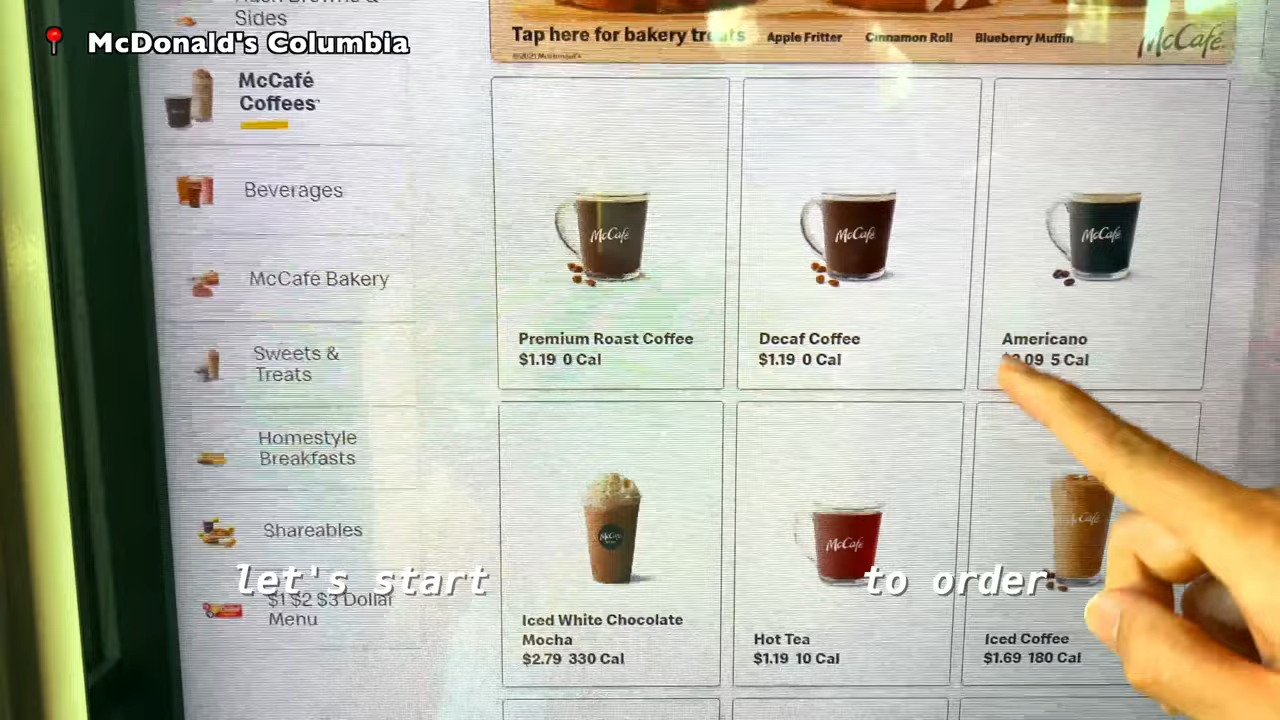 Sides
McDonald's Columbia
McCafé
Coffees
Beverages
McCafé Bakery
Sweets &
Treats
Homestyle
Breakfasts
Shareables
$1 $2 $3 Dollar
Menu
Tap here for bakery treats
Apple Fritter
Cinnamon Roll
Blueberry Muffin
McCafé
McCafé
McCafé
McCafé
Premium Roast Coffee
$1.19 0 Cal
Decaf Coffee
$1.19 0 Cal
Americano
5 Cal
McCafé
McCafé
McCafé
let's start to order
Iced White Chocolate
Mocha
$2.79 330 Cal
Hot Tea
$1.19 10 Cal
Iced Coffee
$1.69 180 Cal